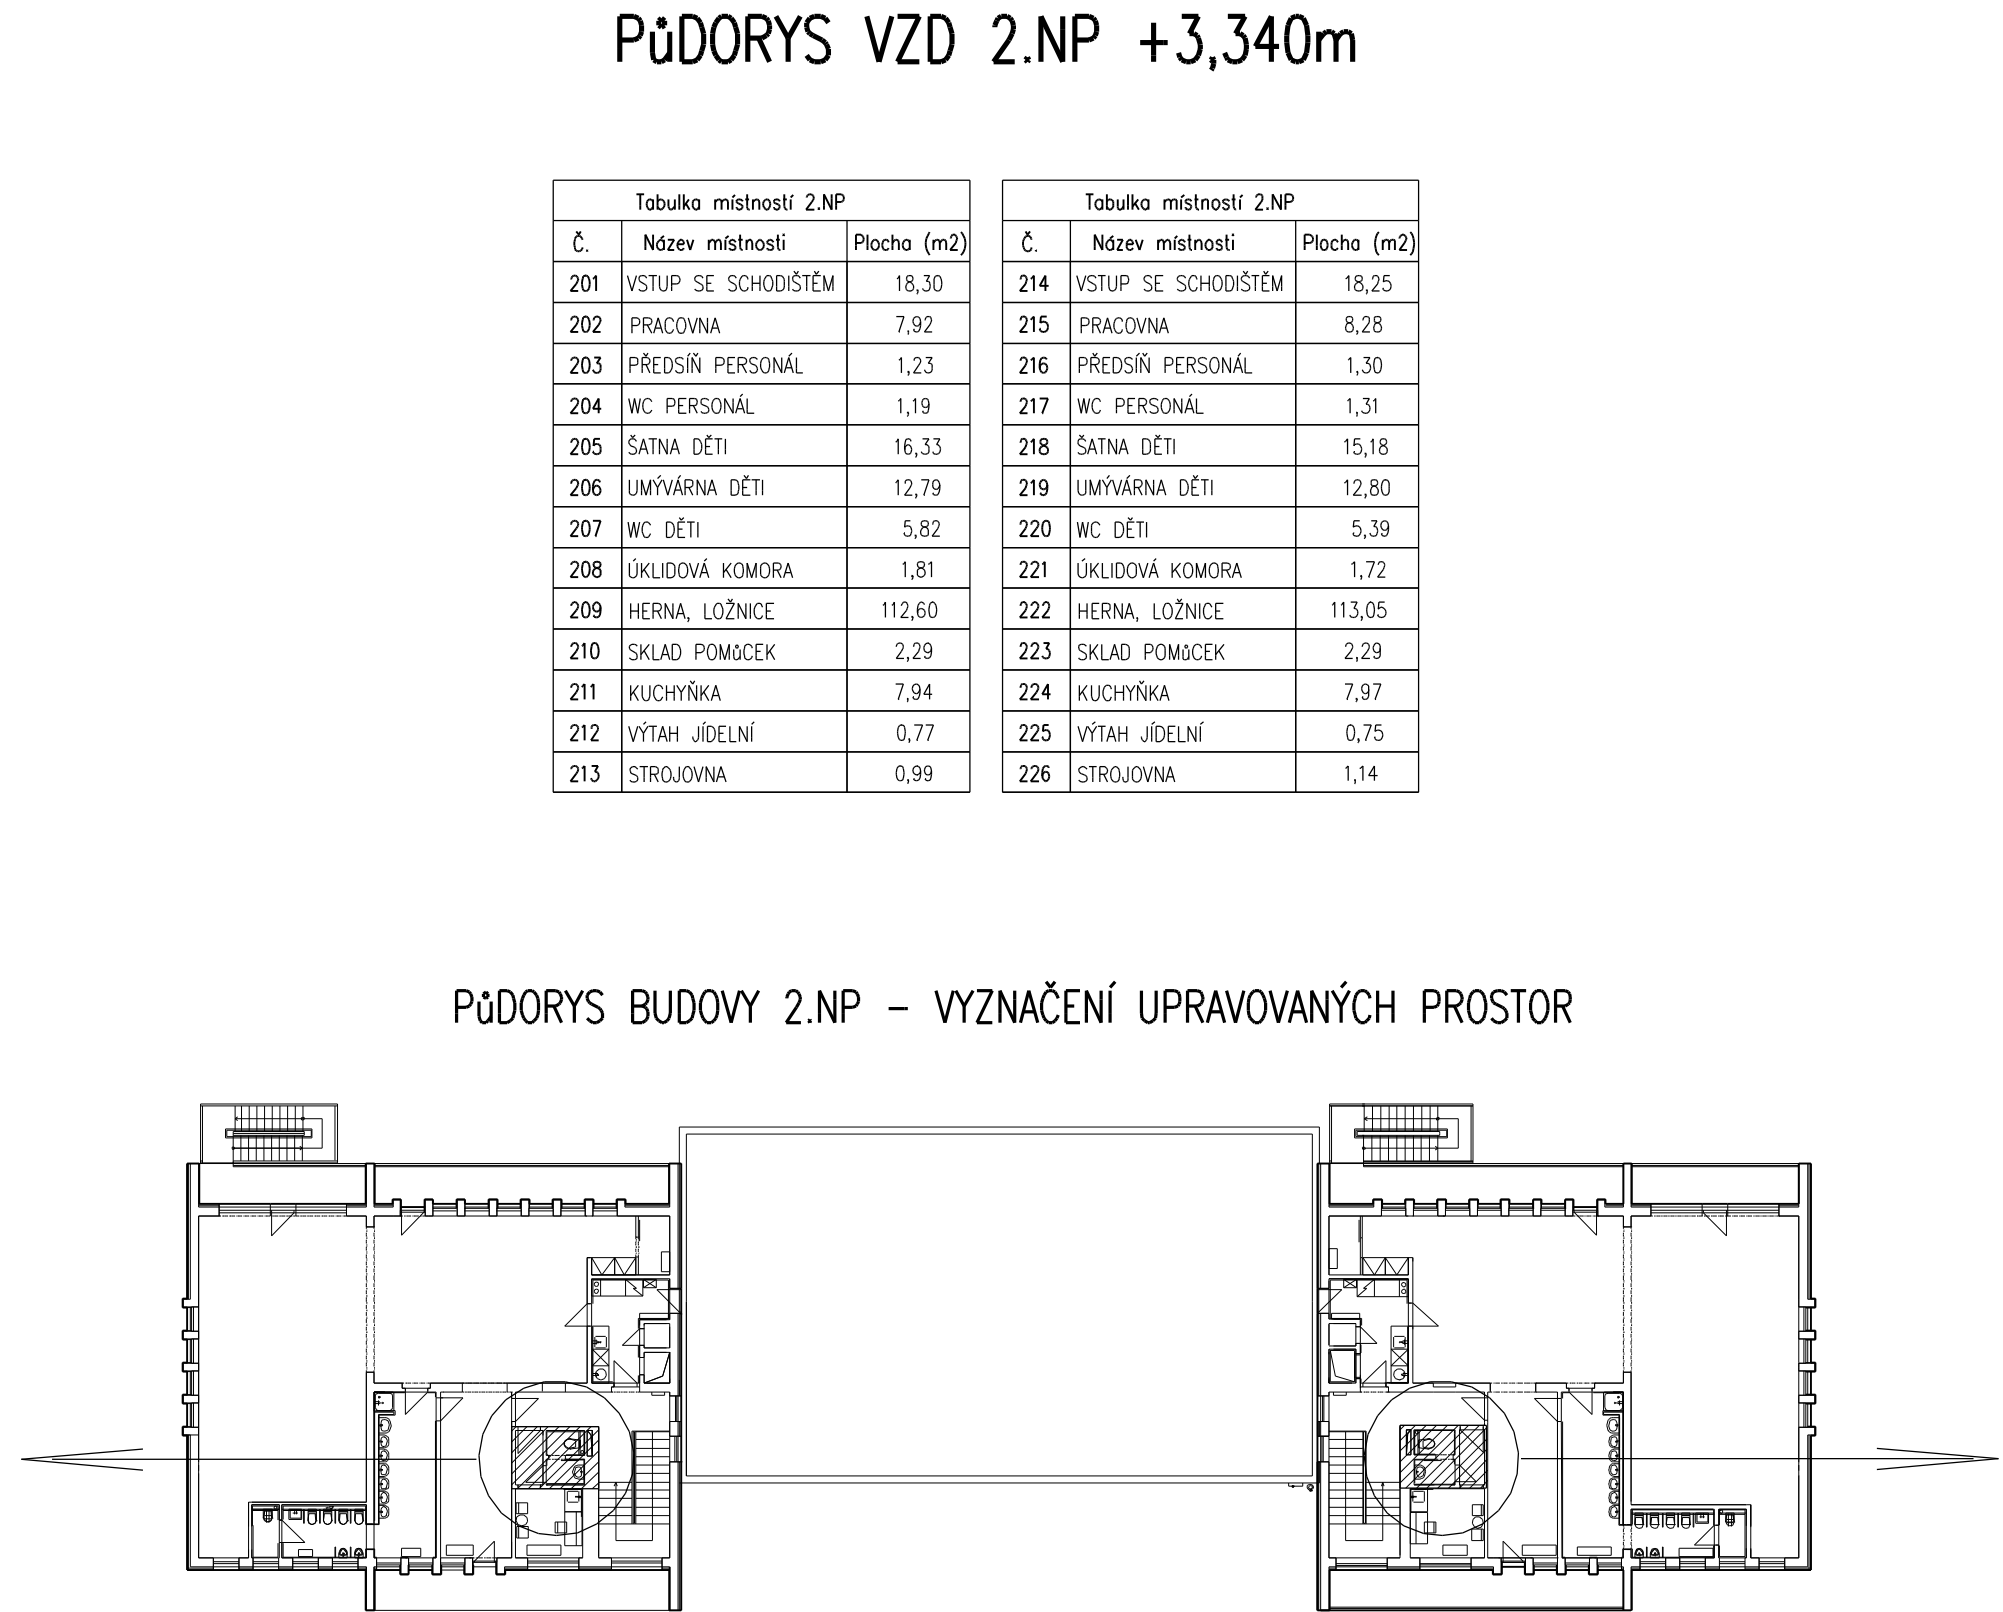 PůDORYS VZD 2.NP +3,340m
Tabulka místností 2.NP
Č. Název místnosti Plocha (m2)
201 VSTUP SE SCHODIŠTĚM 18,30
202 PRACOVNA 7,92
203 PŘEDSÍŇ PERSONÁL 1,23
204 WC PERSONÁL 1,19
205 ŠATNA DĚTI 16,33
206 UMÝVÁRNA DĚTI 12,79
207 WC DĚTI 5,82
208 ÚKLIDOVÁ KOMORA 1,81
209 HERNA, LOŽNICE 112,60
210 SKLAD POMůCEK 2,29
211 KUCHYŇKA 7,94
212 VÝTAH JÍDELNÍ 0,77
213 STROJOVNA 0,99
Tabulka místností 2.NP
Č. Název místnosti Plocha (m2)
214 VSTUP SE SCHODIŠTĚM 18,25
215 PRACOVNA 8,28
216 PŘEDSÍŇ PERSONÁL 1,30
217 WC PERSONÁL 1,31
218 ŠATNA DĚTI 15,18
219 UMÝVÁRNA DĚTI 12,80
220 WC DĚTI 5,39
221 ÚKLIDOVÁ KOMORA 1,72
222 HERNA, LOŽNICE 113,05
223 SKLAD POMůCEK 2,29
224 KUCHYŇKA 7,97
225 VÝTAH JÍDELNÍ 0,75
226 STROJOVNA 1,14
PůDORYS BUDOVY 2.NP – VYZNAČENÍ UPRAVOVANÝCH PROSTOR